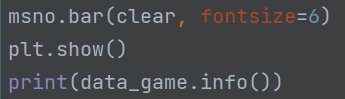 msno.bar(clear, fontsize=6)
plt.show()
print(data_game.info())